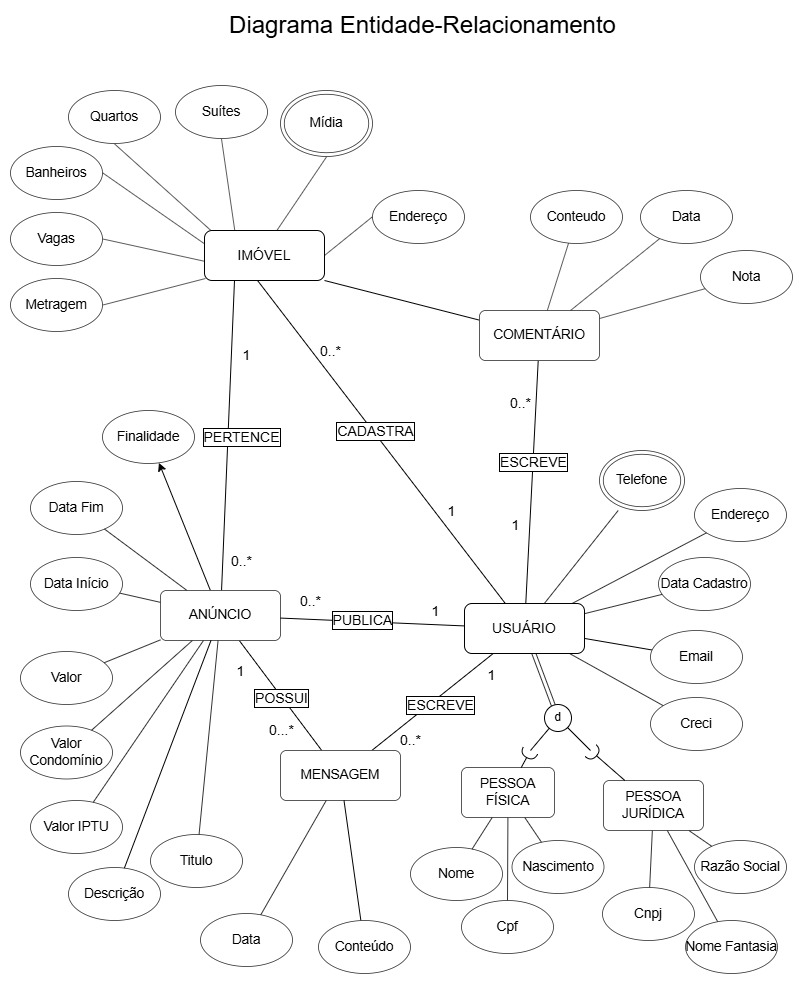 Diagrama Entidade-Relacionamento
Quartos
Suítes
Mídia
Banheiros
Endereço
Conteudo
Data
Vagas
IMÓVEL
Nota
Metragem
COMENTÁRIO
1
0..*
0..*
Finalidade
PERTENCE
CADASTRA
ESCREVE
Telefone
Data Fim
1
1
Endereço
0..*
Data Início
Data Cadastro
0..*
1
ANÚNCIO
PUBLICA
USUÁRIO
Email
Valor
1
1
POSSUI
ESCREVE
Creci
d
0...*
0..*
Valor
Condomínio
MENSAGEM
PESSOA
FÍSICA
PESSOA
JURÍDICA
Valor IPTU
Titulo
Descrição
Nome
Nascimento
Razão Social
Cnpj
Cpf
Data
Conteúdo
Nome Fantasia